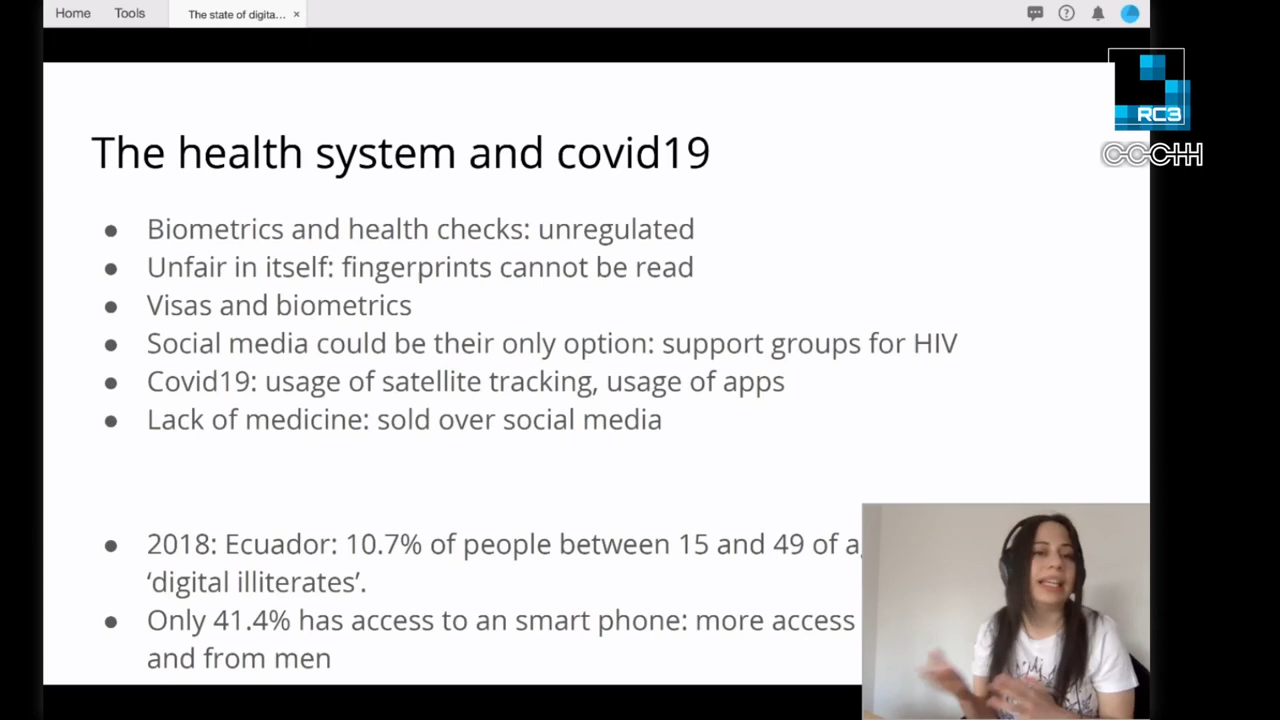 Home Tools The state of digita... ×
RC3
CCCHH
The health system and covid19
● Biometrics and health checks: unregulated
● Unfair in itself: fingerprints cannot be read
● Visas and biometrics
● Social media could be their only option: support groups for HIV
● Covid19: usage of satellite tracking, usage of apps
● Lack of medicine: sold over social media
● 2018: Ecuador: 10.7% of people between 15 and 49 of
‘digital illiterates’.
● Only 41.4% has access to an smart phone: more access
and from men